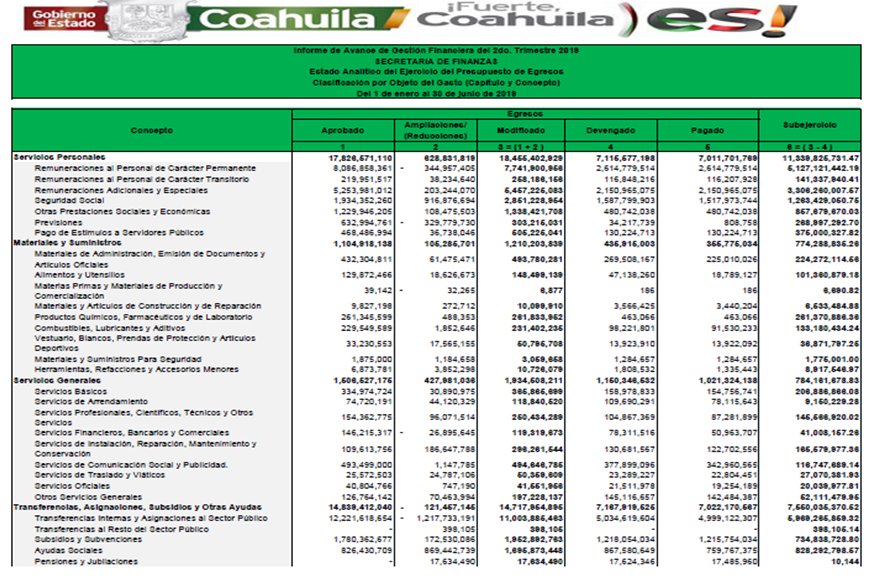 Gobierno del Estado Coahuila ¡Fuerte, Coahuila es!
Informe de Avance de Gestión Financiera del 2do. Trimestre 2019
SECRETARIA DE FINANZAS
Estado Analítico del Ejercicio del Presupuesto de Egresos
Clasificación por Objeto del Gasto (Capítulo y Concepto)
Del 1 de enero al 30 de junio de 2019
Egresos
Concepto Aprobado Ampliaciones/ (Reducciones) Modificado Devengado Pagado Subejercicio
1 2 3 = (1 + 2) 4 5 6 = ( 3 - 4 )
Servicios Personales 17,826,571,110 628,831,819 18,455,402,929 7,115,577,198 7,011,701,769 11,339,825,731.47
Remuneraciones al Personal de Carácter Permanente 8,086,858,361 - 344,957,405 7,741,900,956 2,614,779,514 2,614,779,514 5,127,121,442.19
Remuneraciones al Personal de Carácter Transitorio 219,951,517 38,234,640 258,186,156 116,848,216 116,207,928 141,337,940.41
Remuneraciones Adicionales y Especiales 5,253,981,012 203,244,070 5,457,225,083 2,150,965,075 2,150,965,075 3,306,260,007.57
Seguridad Social 1,934,352,260 916,876,694 2,851,228,954 1,587,799,903 1,517,973,744 1,263,429,050.75
Otras Prestaciones Sociales y Económicas 1,229,946,205 108,475,503 1,338,421,708 480,742,038 480,742,038 857,679,670.03
Previsiones 632,994,761 - 329,779,730 303,215,031 34,217,739 808,758 268,997,292.70
Pago de Estímulos a Servidores Públicos 468,486,994 36,738,046 505,225,041 130,224,713 130,224,713 375,000,327.82
Materiales y Suministros 1,104,918,138 105,285,701 1,210,203,839 435,915,003 355,775,034 774,288,835.26
Materiales de Administración, Emisión de Documentos y
Artículos Oficiales 432,304,811 61,475,471 493,780,281 269,508,167 225,010,026 224,272,114.56
Alimentos y Utensilios 129,872,466 18,626,673 148,499,139 47,138,260 18,789,127 101,360,879.18
Materias Primas y Materiales de Producción y
Comercialización 39,142 - 32,265 6,877 186 186 6,690.82
Materiales y Artículos de Construcción y de Reparación 9,827,198 272,712 10,099,910 3,566,425 3,440,204 6,533,484.88
Productos Químicos, Farmacéuticos y de Laboratorio 261,345,599 488,353 261,833,952 463,066 463,066 261,370,886.36
Combustibles, Lubricantes y Aditivos 229,549,589 1,852,646 231,402,235 98,221,801 91,530,233 133,180,434.24
Vestuario, Blancos, Prendas de Protección y Artículos
Deportivos 33,230,553 17,565,155 50,795,708 13,923,910 13,922,092 36,871,797.25
Materiales y Suministros Para Seguridad 1,875,000 1,184,658 3,059,658 1,284,657 1,284,657 1,775,001.00
Herramientas, Refacciones y Accesorios Menores 6,873,781 3,852,298 10,726,079 1,808,532 1,335,443 8,917,546.97
Servicios Generales 1,506,527,175 427,981,036 1,934,508,211 1,150,346,532 1,021,324,138 784,161,678.83
Servicios Básicos 334,974,724 30,890,975 365,865,699 158,978,833 154,756,741 206,886,866.08
Servicios de Arrendamiento 74,720,191 44,120,329 118,840,520 109,690,291 78,115,643 9,150,229.28
Servicios Profesionales, Científicos, Técnicos y Otros
Servicios 154,362,775 96,071,514 250,434,289 104,867,369 87,281,899 145,566,920.02
Servicios Financieros, Bancarios y Comerciales 146,215,317 - 26,895,645 119,319,673 78,311,516 50,963,707 41,008,157.26
Servicios de Instalación, Reparación, Mantenimiento y
Conservación 109,613,756 186,647,788 296,261,544 130,681,567 122,702,556 165,579,977.36
Servicios de Comunicación Social y Publicidad. 493,499,000 1,147,785 494,646,785 377,899,096 342,960,565 116,747,689.14
Servicios de Traslado y Viáticos 25,572,503 24,787,106 50,359,609 23,289,227 22,804,451 27,070,381.93
Servicios Oficiales 40,804,766 747,190 41,551,956 21,511,978 19,254,189 20,039,977.81
Otros Servicios Generales 126,764,142 70,463,994 197,228,137 145,116,657 142,484,387 52,111,479.95
Transferencias, Asignaciones, Subsidios y Otras Ayudas 14,839,412,040 - 121,457,145 14,717,954,895 7,167,919,525 7,022,170,567 7,550,035,370.52
Transferencias Internas y Asignaciones al Sector Público 12,221,618,654 - 1,217,733,191 11,003,885,463 5,034,619,604 4,999,122,307 5,969,265,859.32
Transferencias al Resto del Sector Público - 398,105 398,105 - - 398,105.14
Subsidios y Subvenciones 1,780,362,677 172,530,086 1,952,892,763 1,218,054,034 1,215,754,034 734,838,728.80
Ayudas Sociales 826,430,709 869,442,739 1,695,873,448 867,580,649 759,767,375 828,292,798.57
Pensiones y Jubilaciones - 17,634,490 17,634,490 17,624,346 17,485,960 10,144